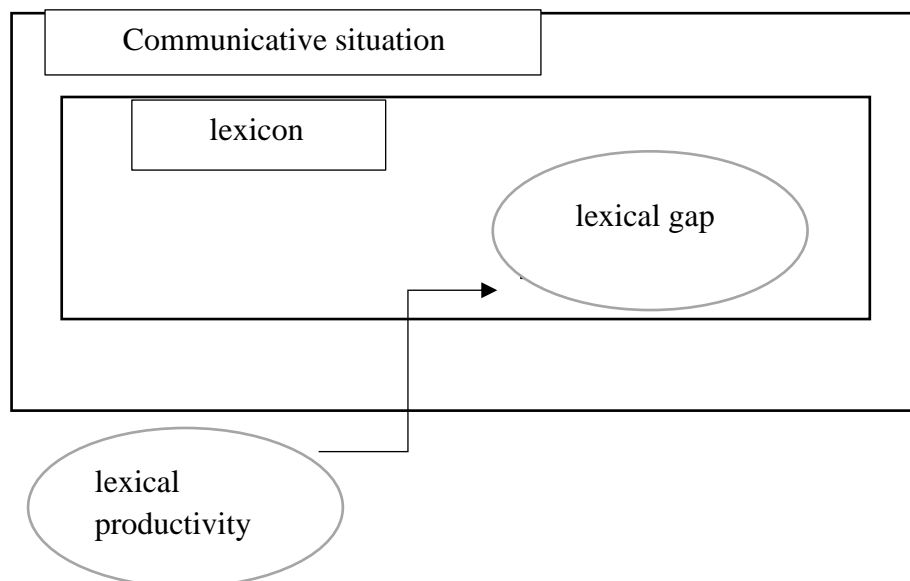 Communicative situation
lexicon
lexical gap
lexical
productivity